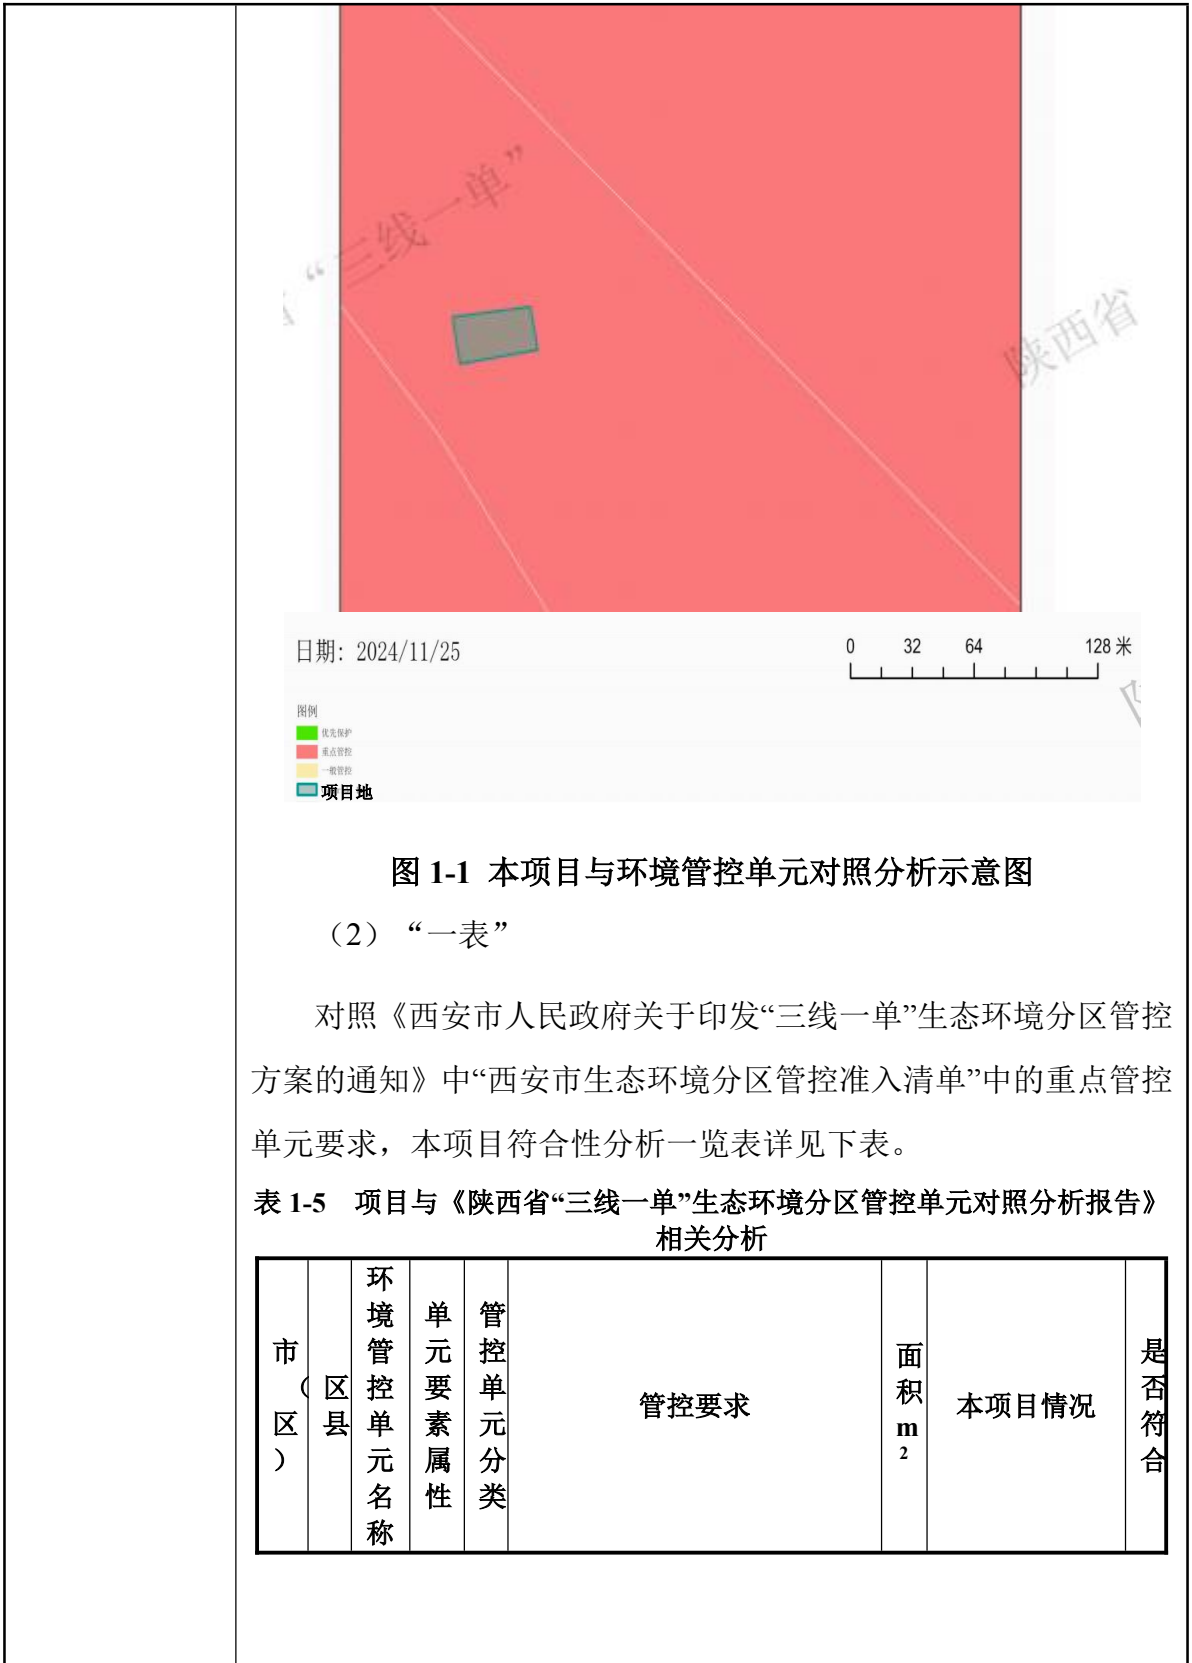 “三线一单”
陕西省
日期: 2024/11/25
0 32 64 128 米
图例
优先保护
重点管控
一般管控
项目地
图 1-1 本项目与环境管控单元对照分析示意图
（2）“一表”
对照《西安市人民政府关于印发“三线一单”生态环境分区管控
方案的通知》中“西安市生态环境分区管控准入清单”中的重点管控
单元要求，本项目符合性分析一览表详见下表。
表 1-5 项目与《陕西省“三线一单”生态环境分区管控单元对照分析报告》
相关分析
市（区）
区县
环境管控单元名称
单元要素属性
管控单元分类
管控要求
面积m²
本项目情况
是否符合